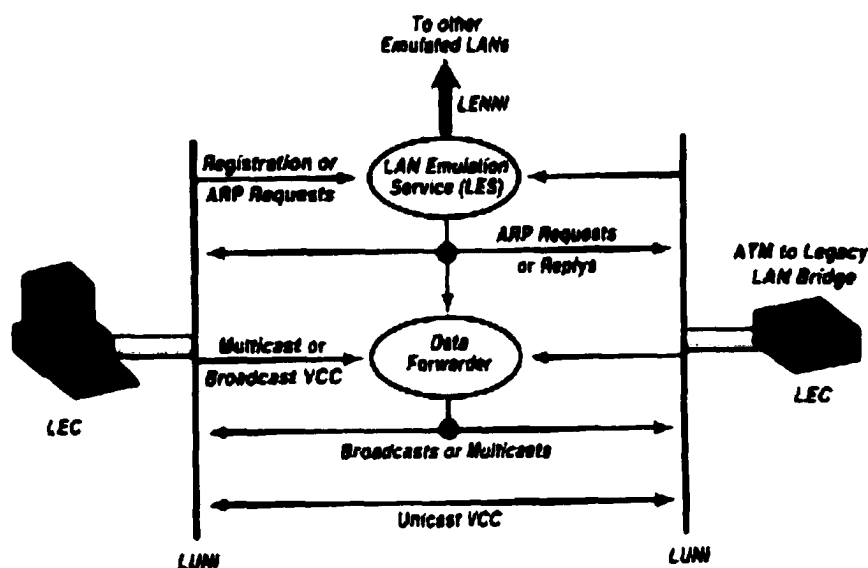 To other
Emulated LANs
LENNI
Registration or
ARP Requests
LAN Emulation
Service (LES)
ARP Requests
or Replys
ATM to Legacy
LAN Bridge
Multicast or
Broadcast VCC
Data
Forwarder
LEC
LEC
Broadcasts or Multicasts
Unicast VCC
LUNI
LUNI